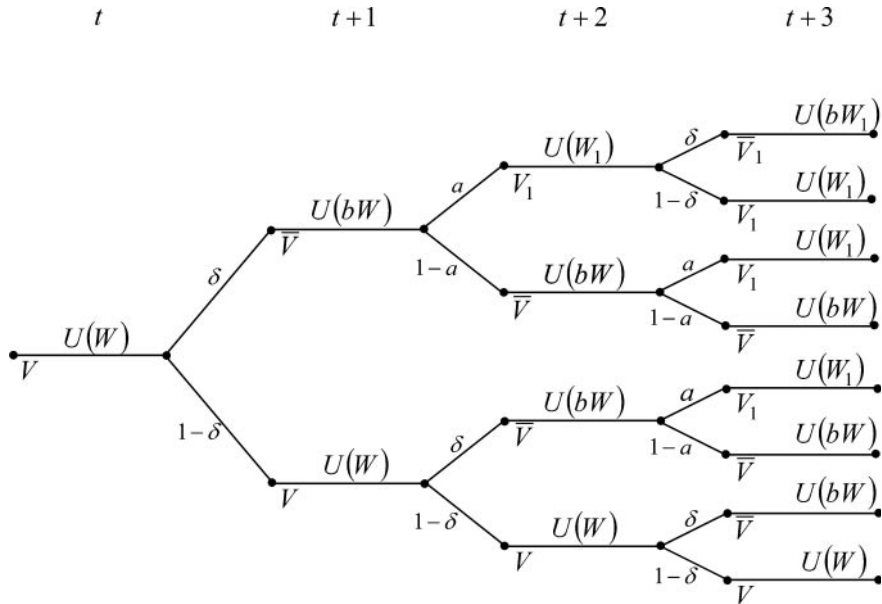 t t+1 t+2 t+3
U(bW₁)
δ V̅₁
U(W₁)
a V₁ 1−δ U(W₁)
V₁
U(bW)
V̅ 1−a U(W₁)
U(bW) a V₁
δ V̅ 1−a U(bW)
V̅
U(W)
V U(W₁)
U(bW) a V₁
1−δ δ V̅ 1−a U(bW)
U(W) V̅
V 1−δ U(bW)
U(W) δ V̅
V 1−δ U(W)
V